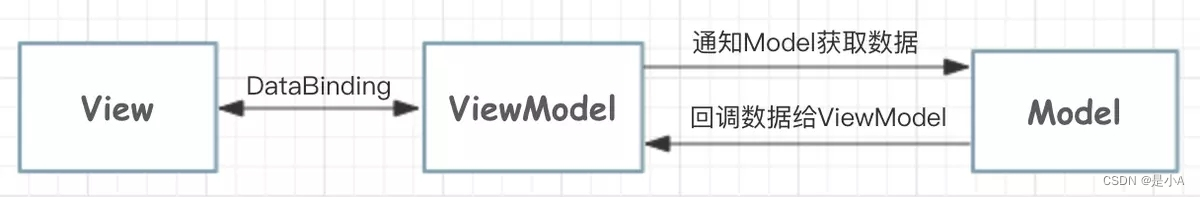 View
DataBinding
ViewModel
通知Model获取数据
回调数据给ViewModel
Model
CSDN @是小A